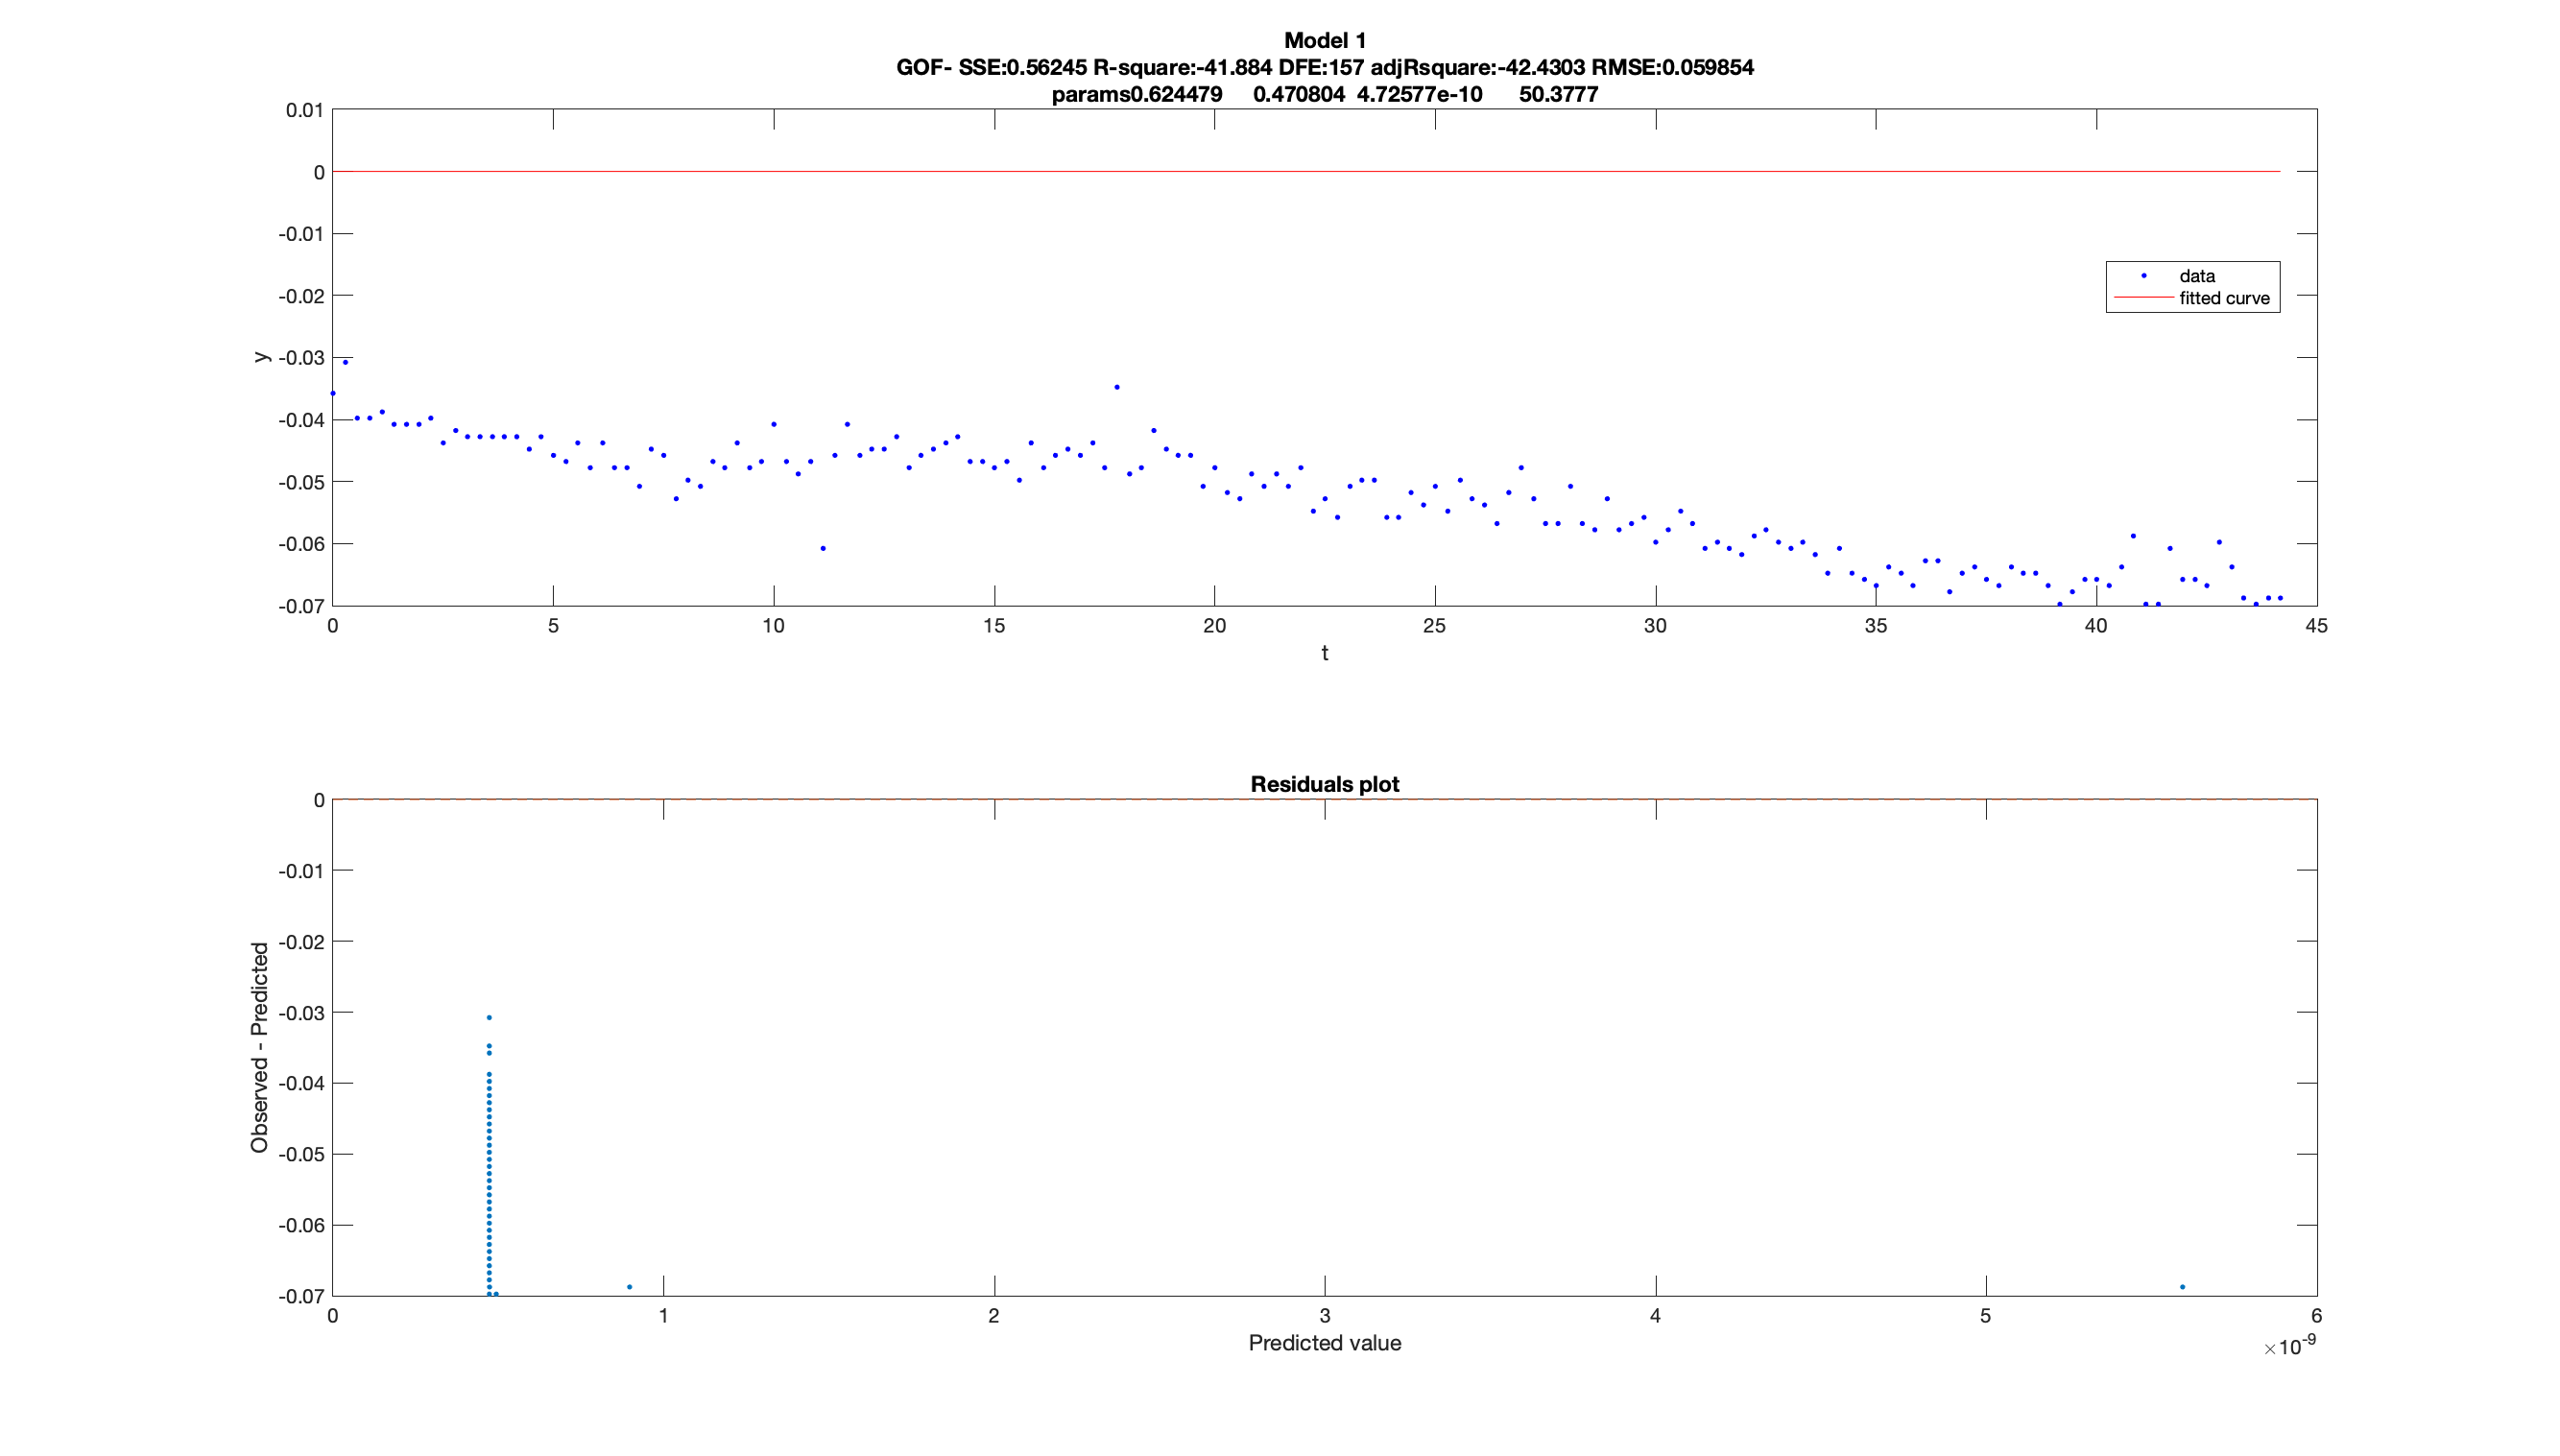 Model 1
GOF- SSE:0.56245 R-square:-41.884 DFE:157 adjRsquare:-42.4303 RMSE:0.059854
params0.624479 0.470804 4.72577e-10 50.3777
0.01
0
-0.01
-0.02
-0.03
-0.04
-0.05
-0.06
-0.07
y
data
fitted curve
0 5 10 15 20 25 30 35 40 45
t
Residuals plot
0
-0.01
-0.02
-0.03
-0.04
-0.05
-0.06
-0.07
Observed - Predicted
0 1 2 3 4 5 6
Predicted value
×10-9